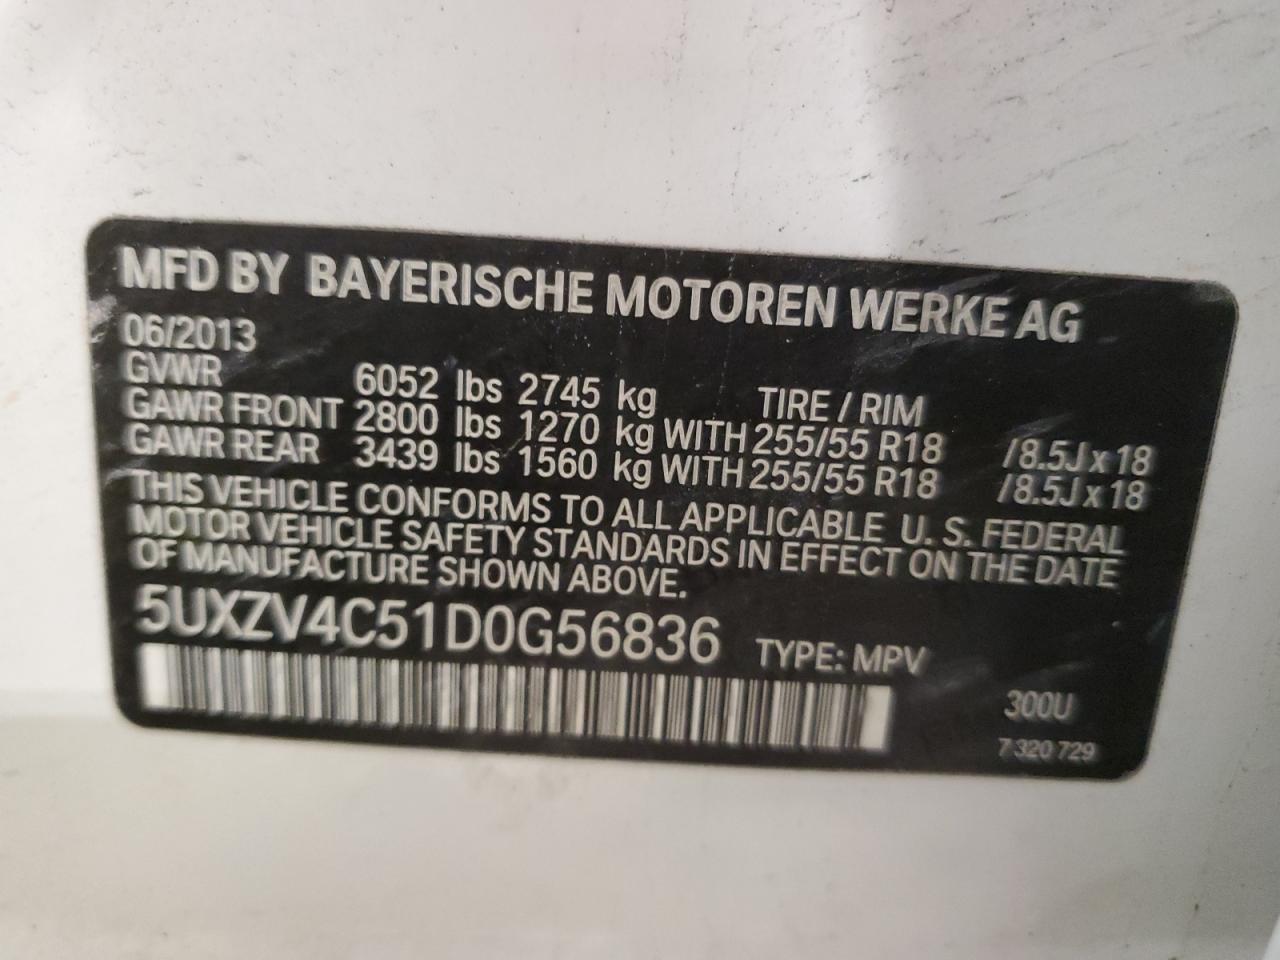 MFD BY BAYERISCHE MOTOREN WERKE AG
06/2013
GVWR 6052 lbs 2745 kg TIRE / RIM
GAWR FRONT 2800 lbs 1270 kg WITH 255/55 R18 /8.5J x 18
GAWR REAR 3439 lbs 1560 kg WITH 255/55 R18 /8.5J x 18
THIS VEHICLE CONFORMS TO ALL APPLICABLE U. S. FEDERAL
MOTOR VEHICLE SAFETY STANDARDS IN EFFECT ON THE DATE
OF MANUFACTURE SHOWN ABOVE.
5UXZV4C51D0G56836 TYPE: MPV
300U
7 320 729